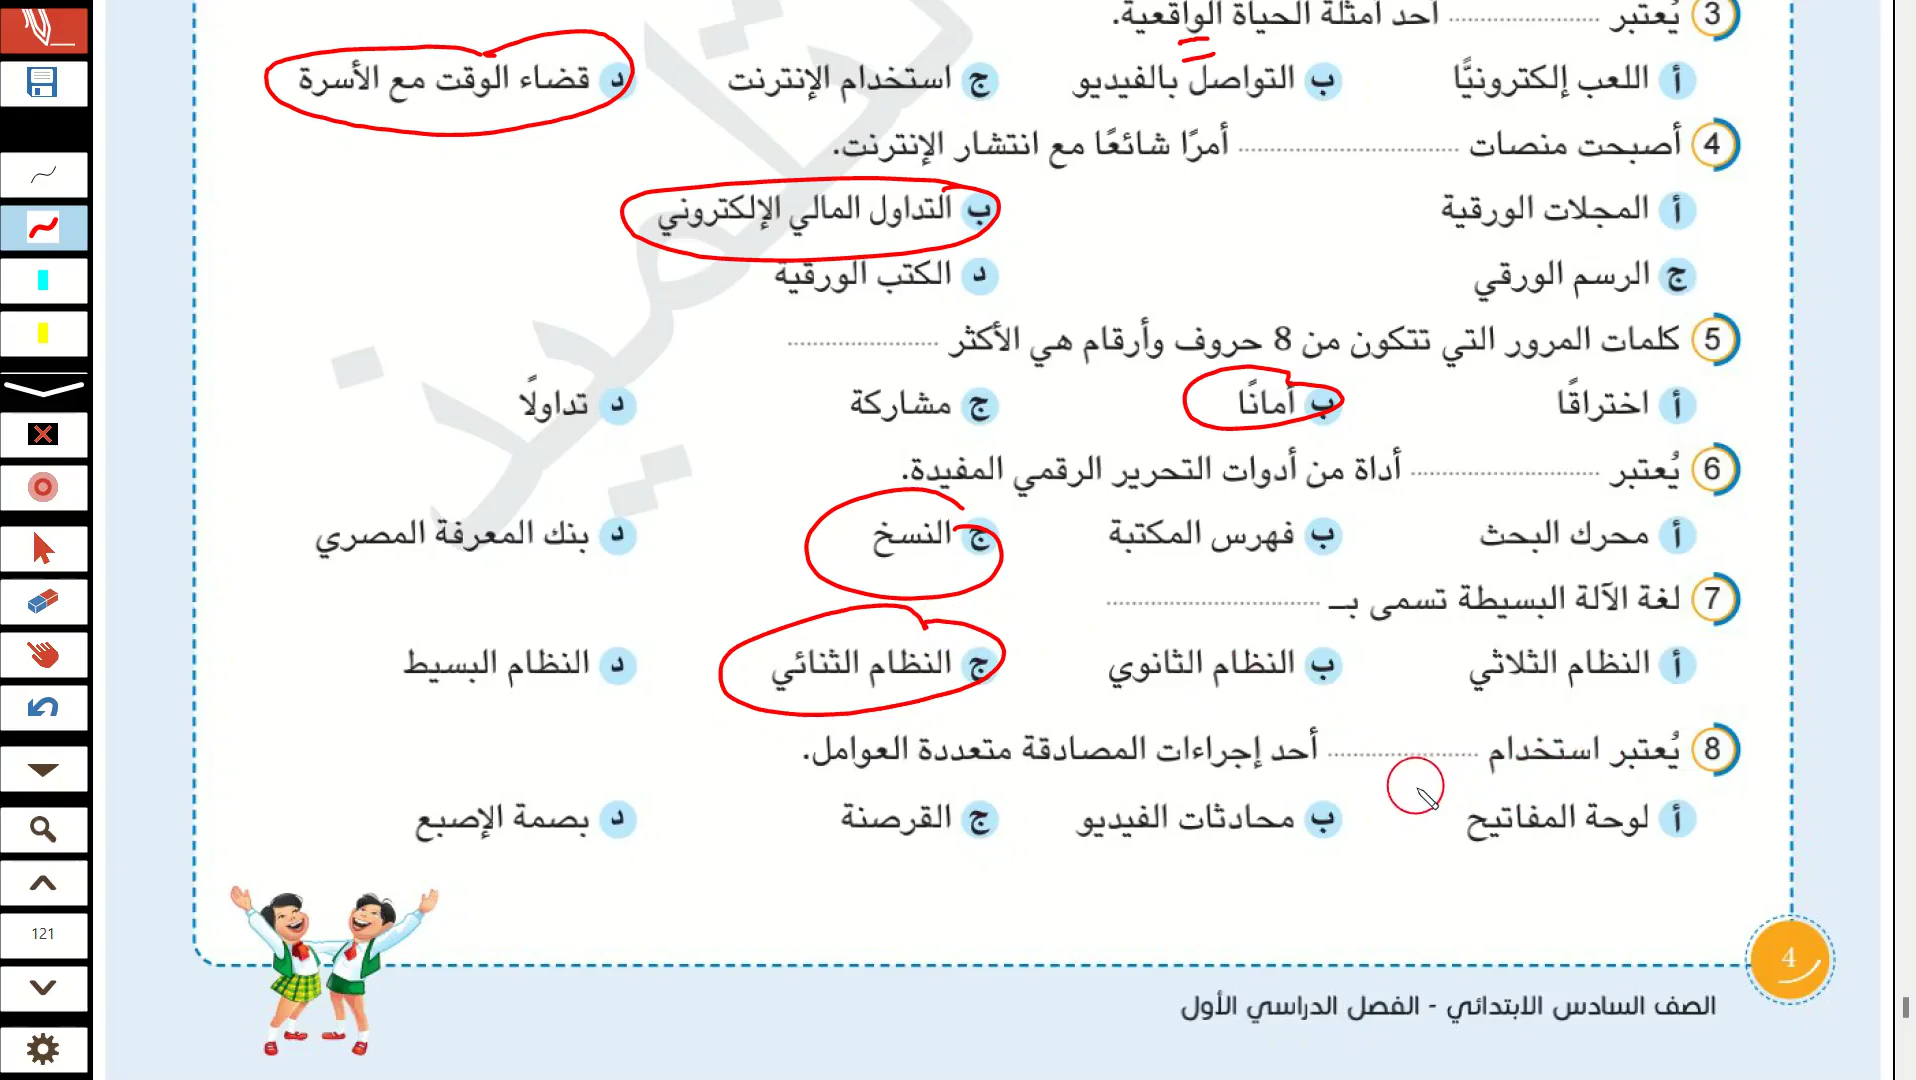 3 يُعتبر ........................ أحد أمثلة الحياة الواقعية.
أ اللعب إلكترونيًّا ب التواصل بالفيديو ج استخدام الإنترنت د قضاء الوقت مع الأسرة
4 أصبحت منصات ........................ أمرًا شائعًا مع انتشار الإنترنت.
أ المجلات الورقية ب التداول المالي الإلكتروني
ج الرسم الورقي د الكتب الورقية
5 كلمات المرور التي تتكون من 8 حروف وأرقام هي الأكثر ........................
أ اختراقًا ب أمانًا ج مشاركة د تداولًا
6 يُعتبر ........................ أداة من أدوات التحرير الرقمي المفيدة.
أ محرك البحث ب فهرس المكتبة ج النسخ د بنك المعرفة المصري
7 لغة الآلة البسيطة تسمى بـ ........................
أ النظام الثلاثي ب النظام الثانوي ج النظام الثنائي د النظام البسيط
8 يُعتبر استخدام ........................ أحد إجراءات المصادقة متعددة العوامل.
أ لوحة المفاتيح ب محادثات الفيديو ج القرصنة د بصمة الإصبع
121
4
الصف السادس الابتدائي - الفصل الدراسي الأول